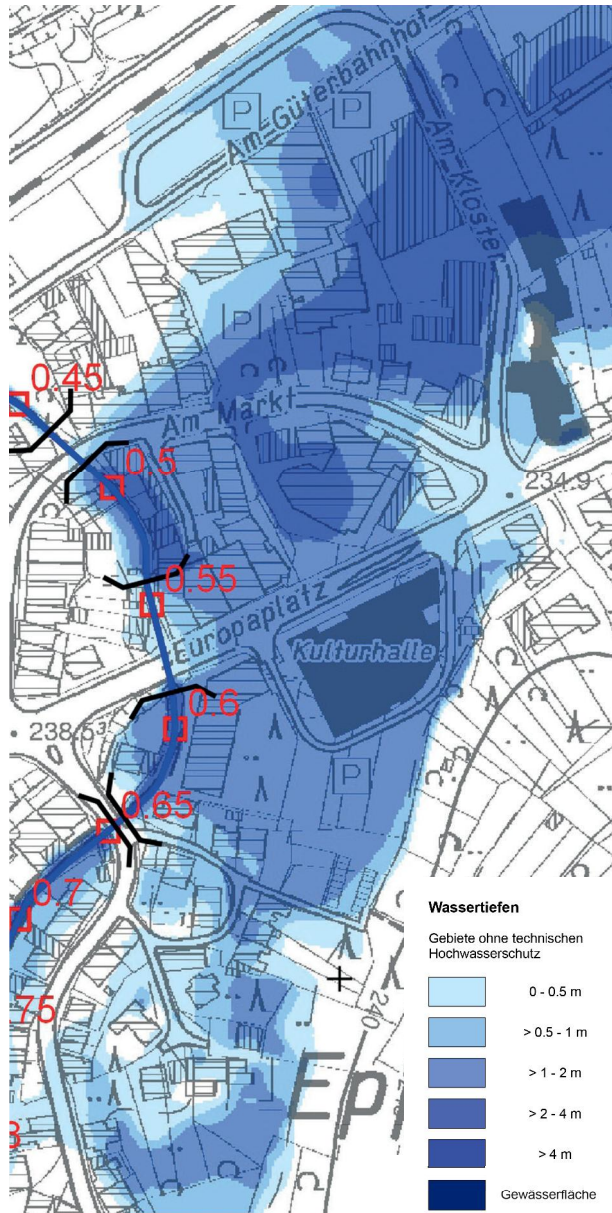 P
P
Am-Güterbahnhof
Am-Kloster
P
0.45
Am-Markt
0.5
234.9
0.55
Europaplatz
Kulturhalle
0.6
238.5
P
0.65
0.7
Wassertiefen
Gebiete ohne technischen
Hochwasserschutz
0 - 0.5 m
> 0.5 - 1 m
> 1 - 2 m
> 2 - 4 m
> 4 m
Gewässerfläche
240
75
Ep